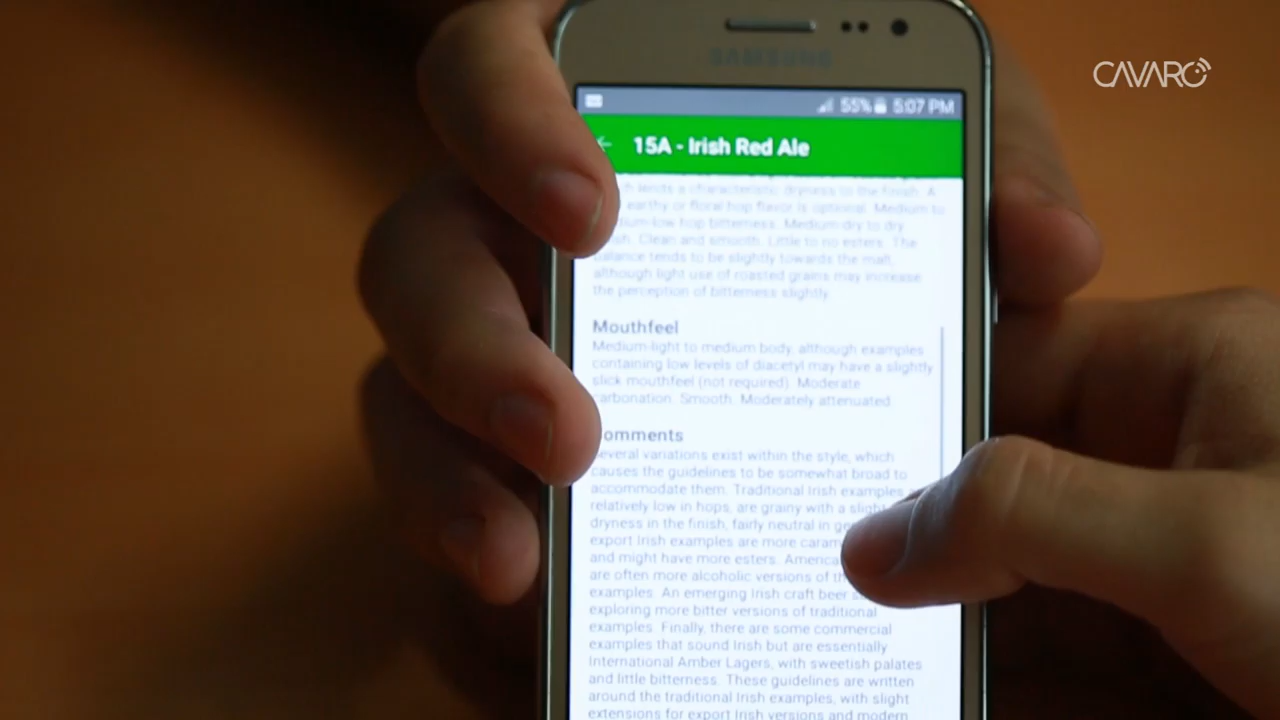 CAVARO
SAMSUNG
55% 5:07 PM
15A - Irish Red Ale
lends a characteristic dryness to the finish. A
earthy or floral hop flavor is optional. Medium to
hop bitterness. Medium-dry to dry
Clean and smooth. Little to no esters. The
balance tends to be slightly towards the malt,
although light use of roasted grains may increase
the perception of bitterness slightly.
Mouthfeel
Medium-light to medium body, although examples
containing low levels of diacetyl may have a slightly
slick mouthfeel (not required). Moderate
carbonation. Smooth. Moderately attenuated.
omments
everal variations exist within the style, which
causes the guidelines to be somewhat broad to
accommodate them. Traditional Irish examples
relatively low in hops, are grainy with a slight
dryness in the finish, fairly neutral in
export Irish examples are more
and might have more esters.
are often more alcoholic versions of
examples. An emerging Irish craft beer
exploring more bitter versions of traditional
examples. Finally, there are some commercial
examples that sound Irish but are essentially
International Amber Lagers, with sweetish palates
and little bitterness. These guidelines are written
around the traditional Irish examples, with slight
extensions for export Irish versions and modern